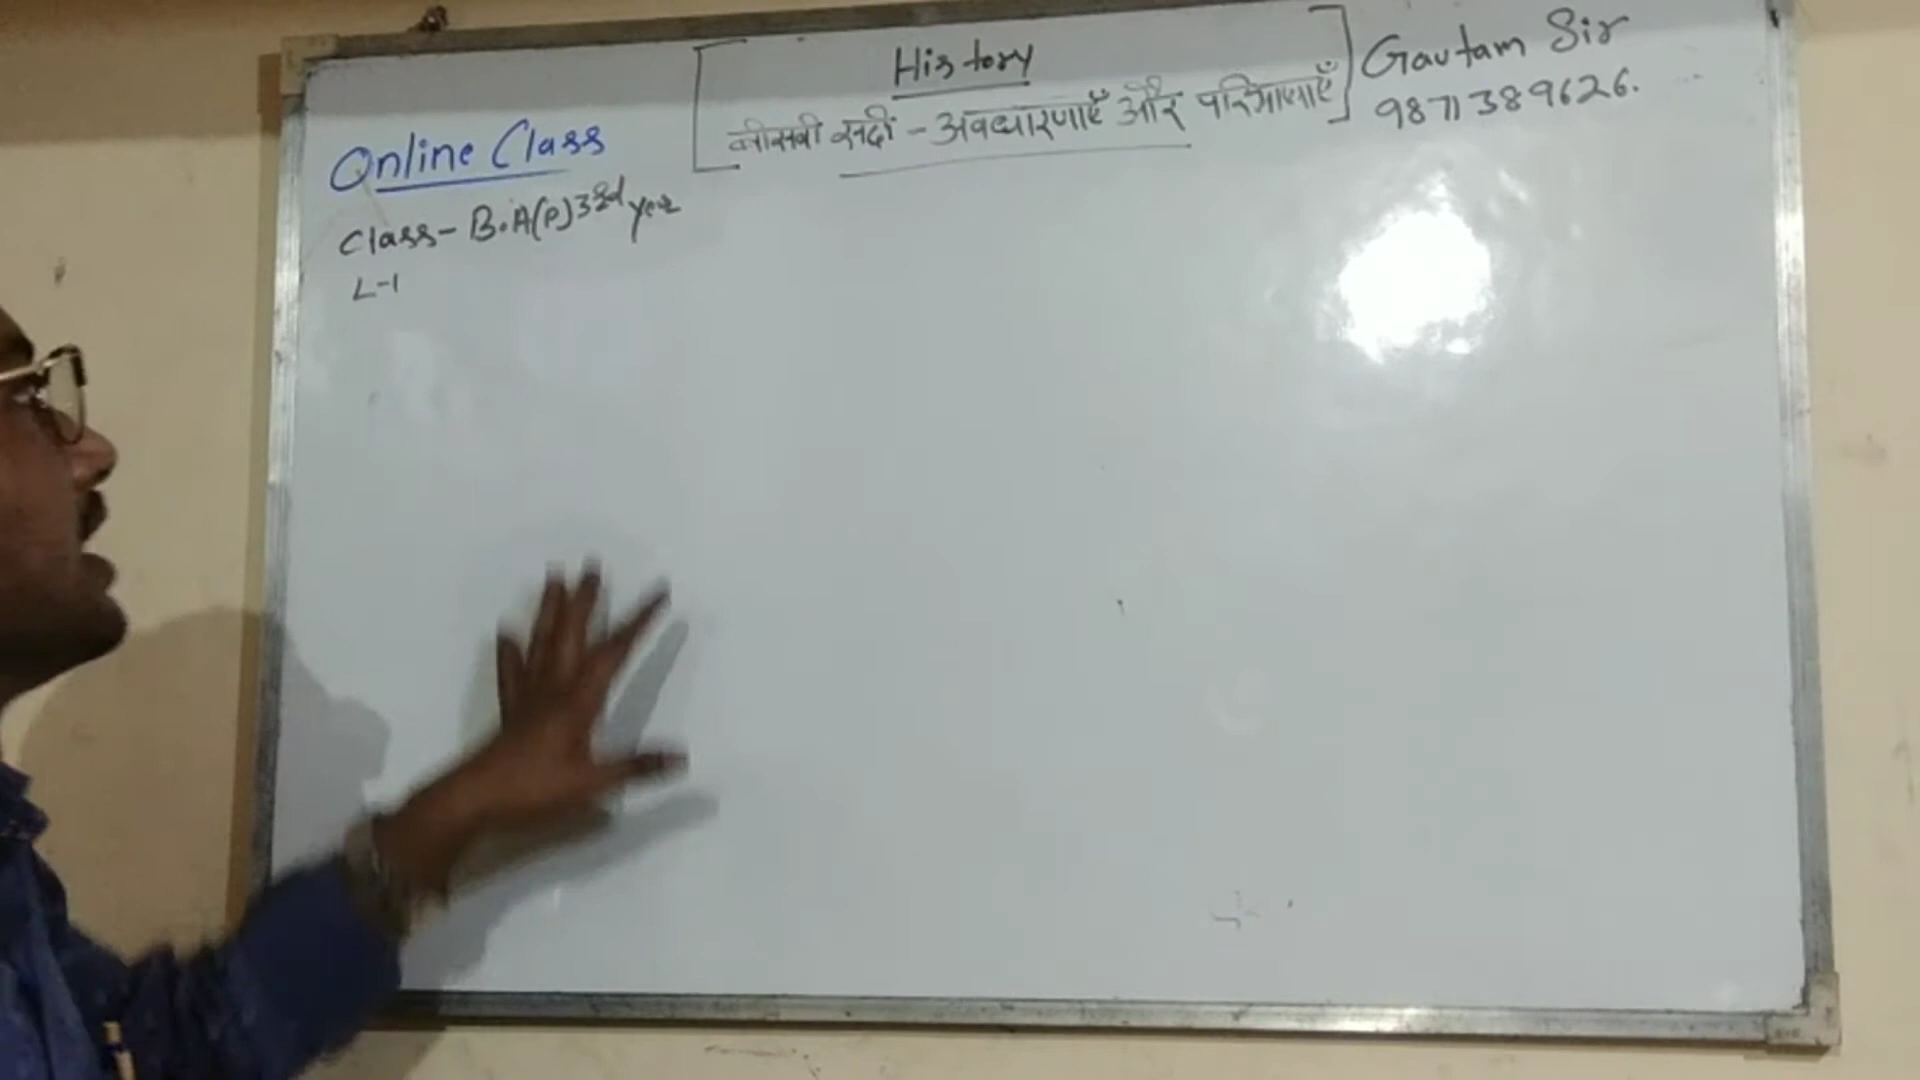 History
बीसवी सदी - अवधारणाएँ और परिभाषाएँ
Gautam Sir
9871389626.
Online Class
Class- B.A(P) 3rd year
L-1